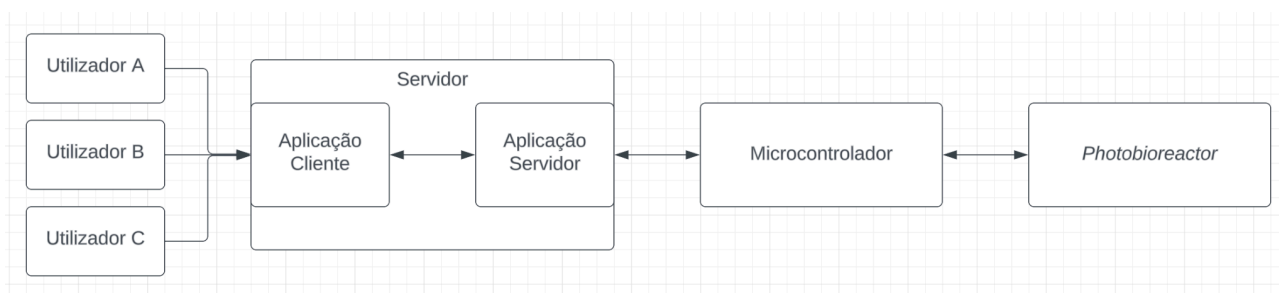 Utilizador A
Utilizador B
Utilizador C
Servidor
Aplicação
Cliente
Aplicação
Servidor
Microcontrolador
Photobioreactor